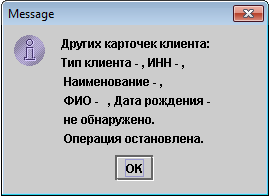 Message
Других карточек клиента:
Тип клиента - , ИНН - ,
Наименование - ,
ФИО -  , Дата рождения -
не обнаружено.
Операция остановлена.
OK